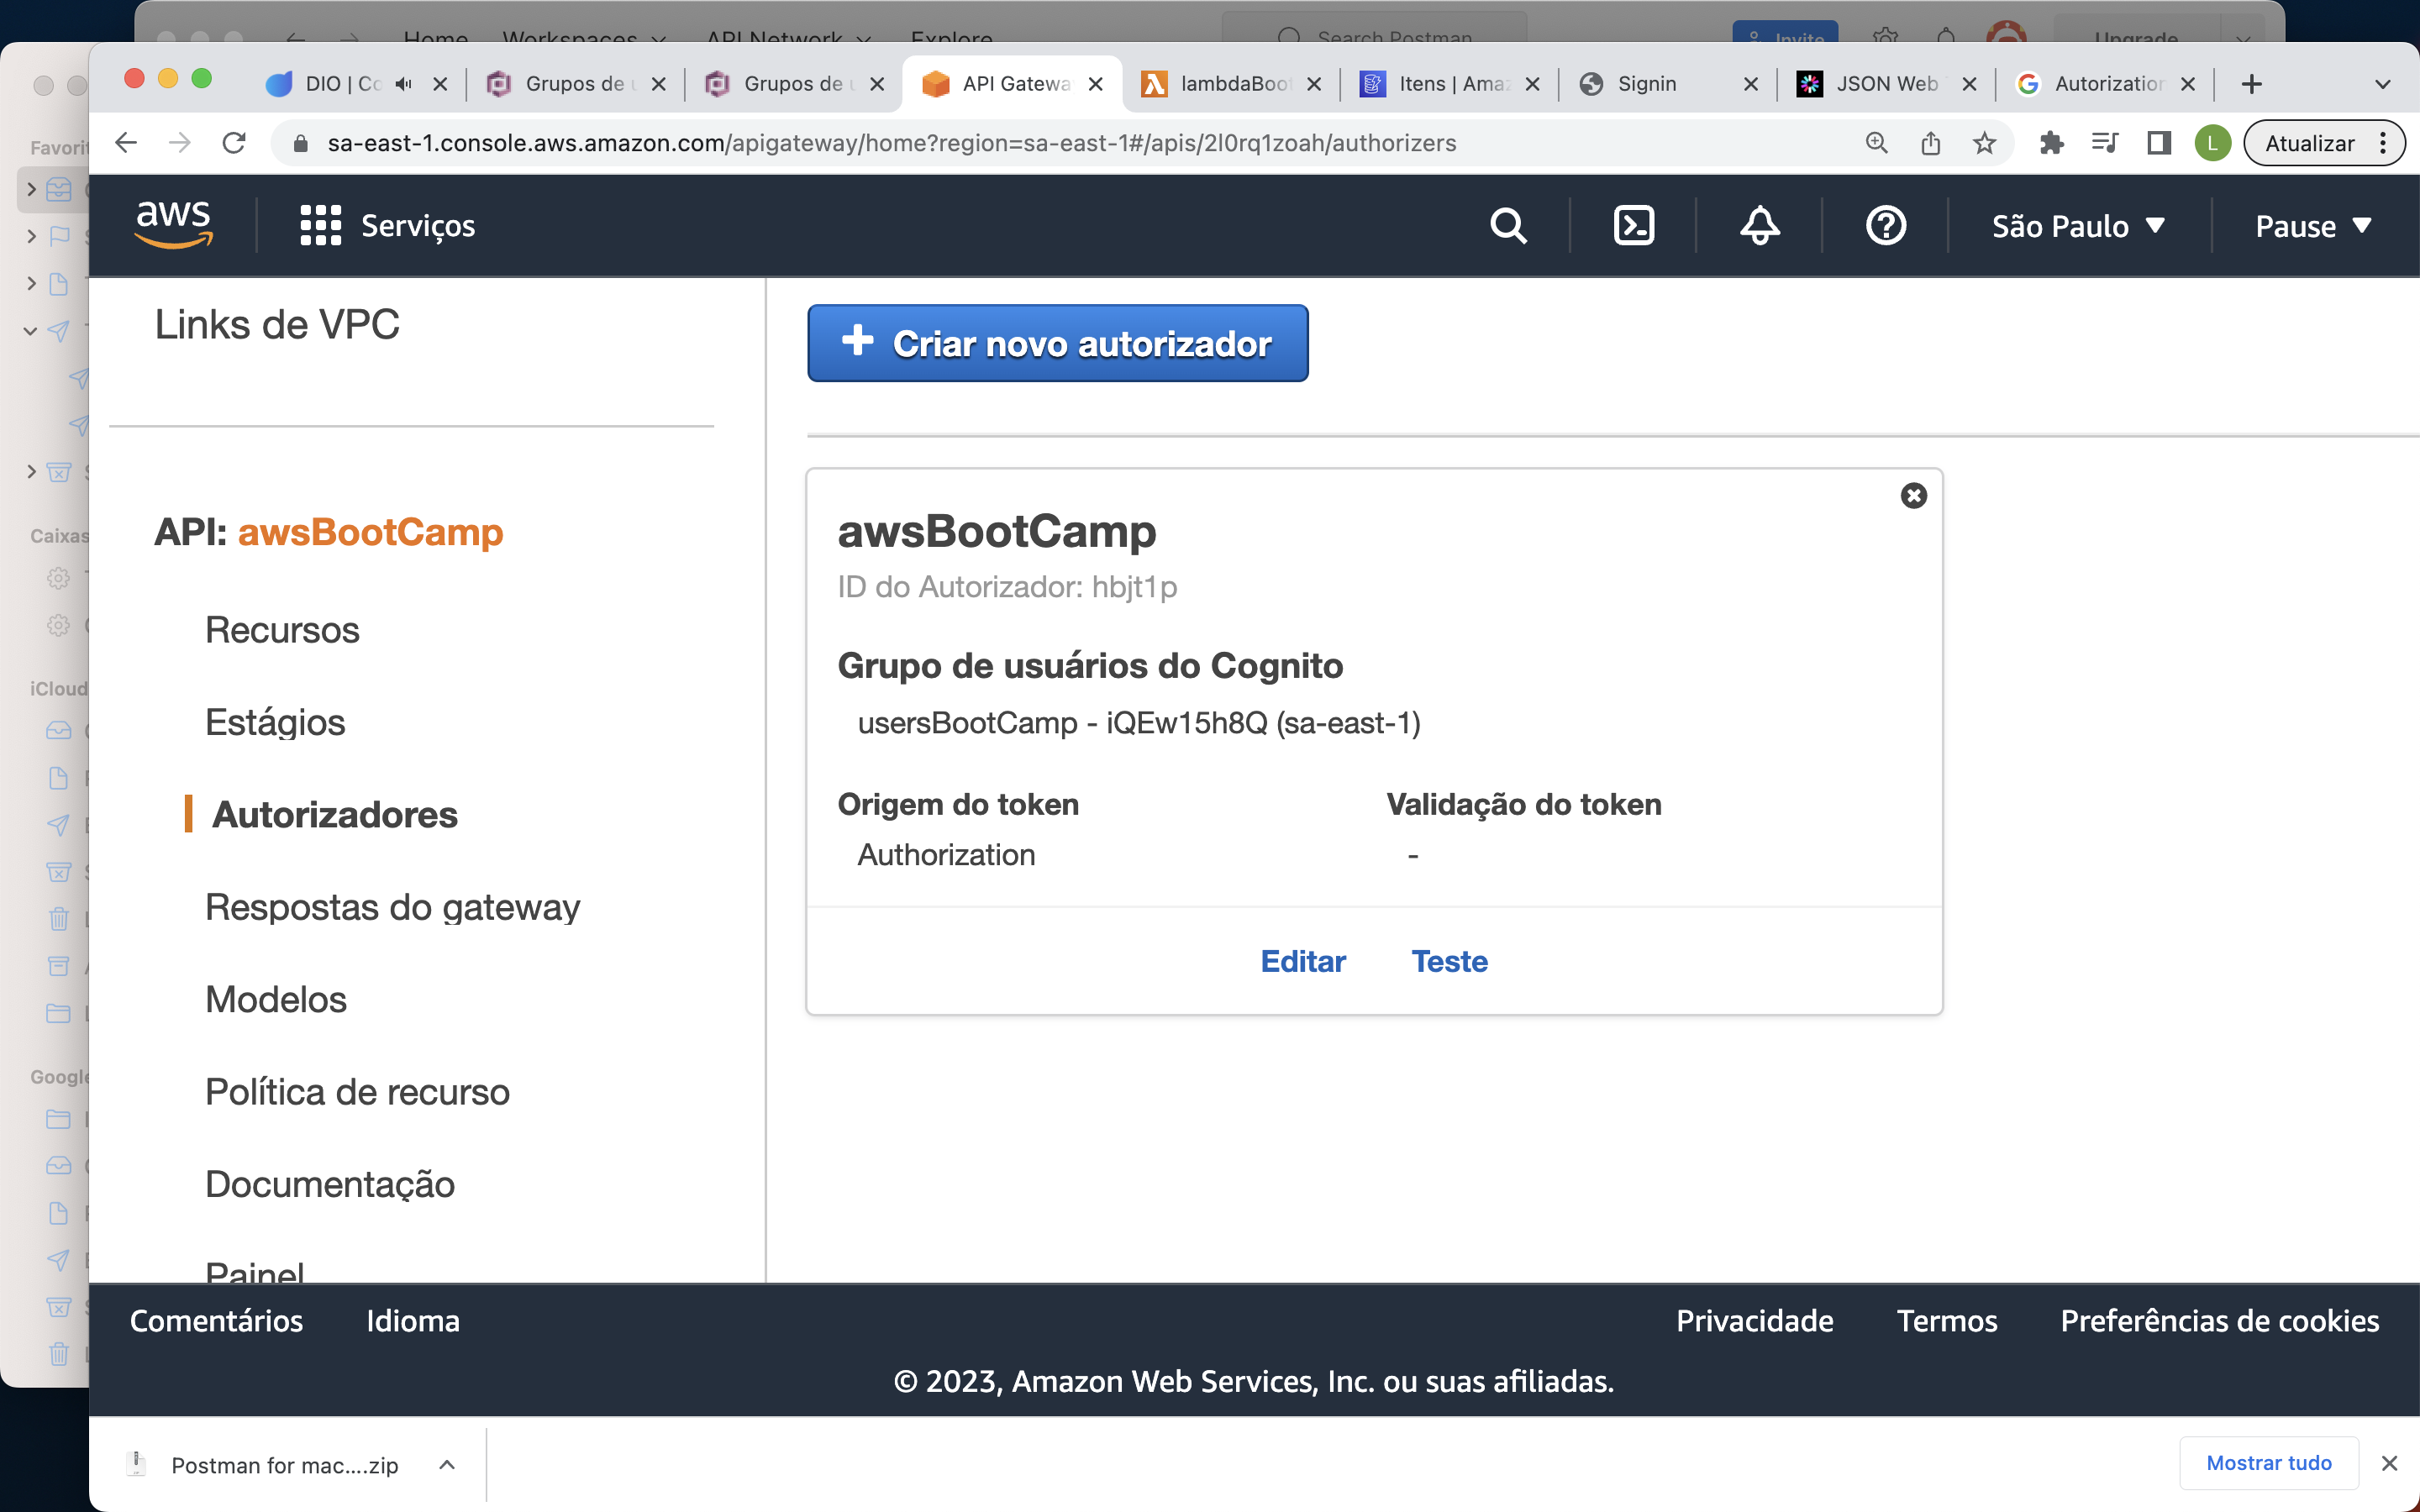 Home Workspaces API Network Explore
Search Postman
Invite
Upgrade
DIO | Co
Grupos de u
Grupos de u
API Gatewa
lambdaBoot
Itens | Amaz
Signin
JSON Web
Autorization
sa-east-1.console.aws.amazon.com/apigateway/home?region=sa-east-1#/apis/2l0rq1zoah/authorizers
L
Atualizar
aws
Serviços
São Paulo
Pause
Favorit
Caixas
iCloud
Google
Links de VPC
API: awsBootCamp
Recursos
Estágios
Autorizadores
Respostas do gateway
Modelos
Política de recurso
Documentação
Painel
Criar novo autorizador
awsBootCamp
ID do Autorizador: hbjt1p
Grupo de usuários do Cognito
usersBootCamp - iQEw15h8Q (sa-east-1)
Origem do token
Validação do token
Authorization
-
Editar
Teste
Comentários
Idioma
Privacidade
Termos
Preferências de cookies
© 2023, Amazon Web Services, Inc. ou suas afiliadas.
Postman for mac....zip
Mostrar tudo